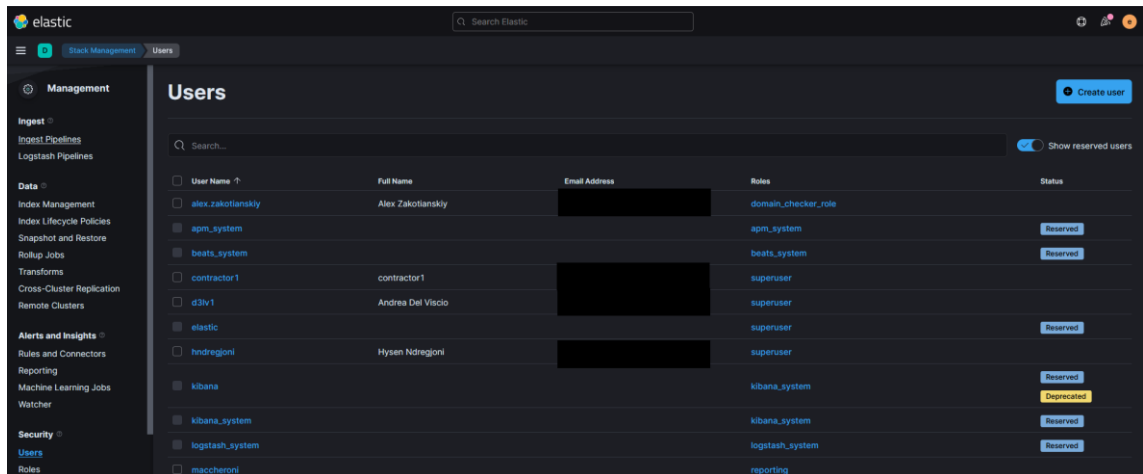 elastic
Search Elastic
e
D Stack Management Users
Management
Ingest
Ingest Pipelines
Logstash Pipelines
Data
Index Management
Index Lifecycle Policies
Snapshot and Restore
Rollup Jobs
Transforms
Cross-Cluster Replication
Remote Clusters
Alerts and Insights
Rules and Connectors
Reporting
Machine Learning Jobs
Watcher
Security
Users
Roles
Users
Create user
Search...
Show reserved users
User Name ↑ Full Name Email Address Roles Status
alex.zakotianskiy Alex Zakotianskiy domain_checker_role
apm_system apm_system Reserved
beats_system beats_system Reserved
contractor1 contractor1 superuser
d3lv1 Andrea Del Viscio superuser
elastic superuser Reserved
hndregjoni Hysen Ndregjoni superuser
kibana kibana_system Reserved
Deprecated
kibana_system kibana_system Reserved
logstash_system logstash_system Reserved
maccheroni reporting